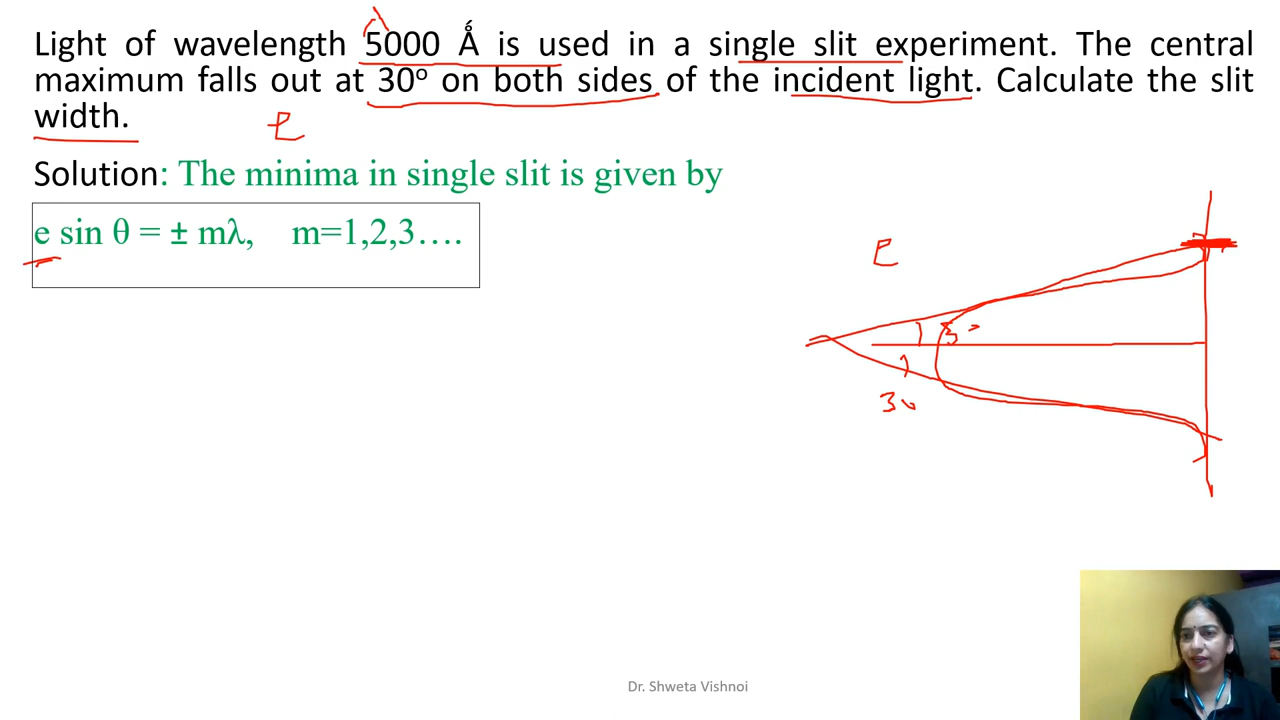 Light of wavelength 5000 Ǻ is used in a single slit experiment. The central
maximum falls out at 30º on both sides of the incident light. Calculate the slit
width.
e
Solution: The minima in single slit is given by
e sin θ = ± mλ, m=1,2,3….
e
30
30
Dr. Shweta Vishnoi